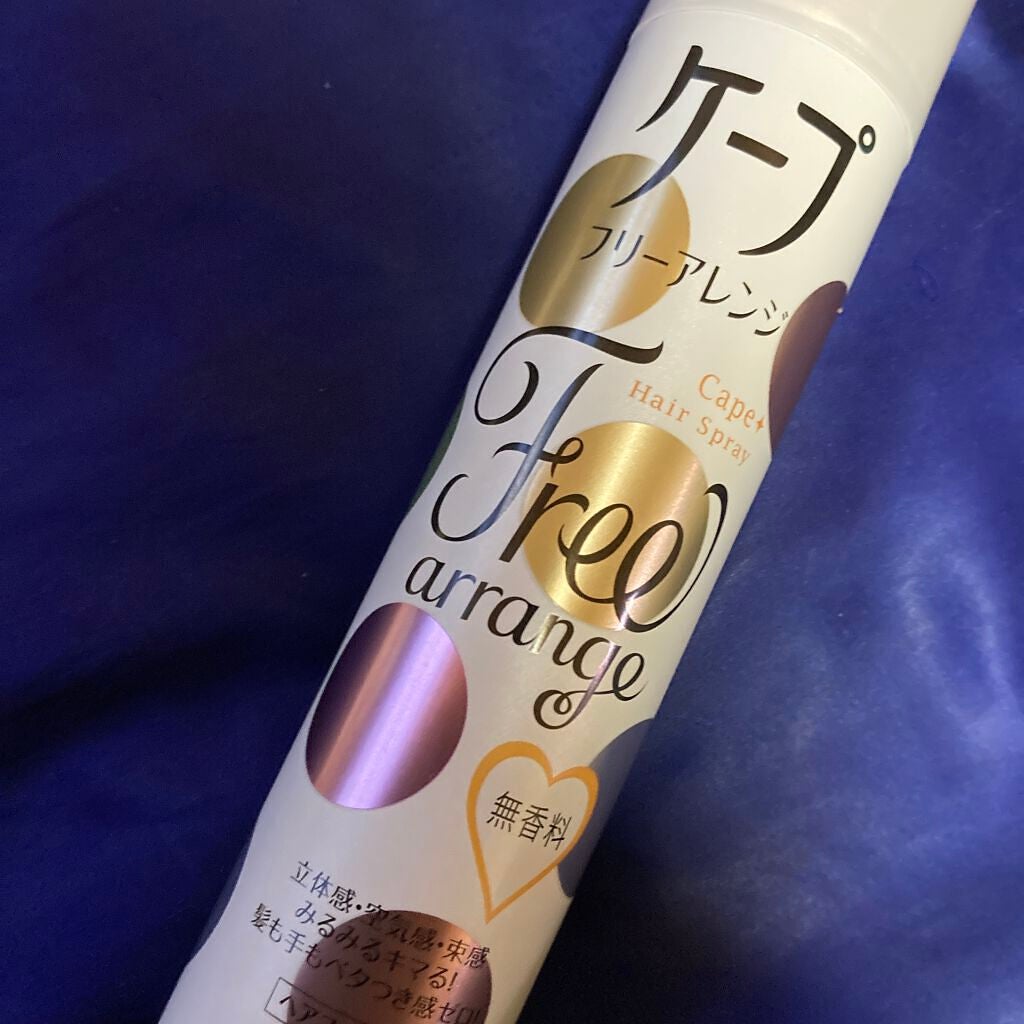 ケープ
フリーアレンジ
Cape
Hair Spray
Free
arrange
無香料
立体感・空気感・束感
みるみるキマる!
髪も手もベタつき感ゼロ!